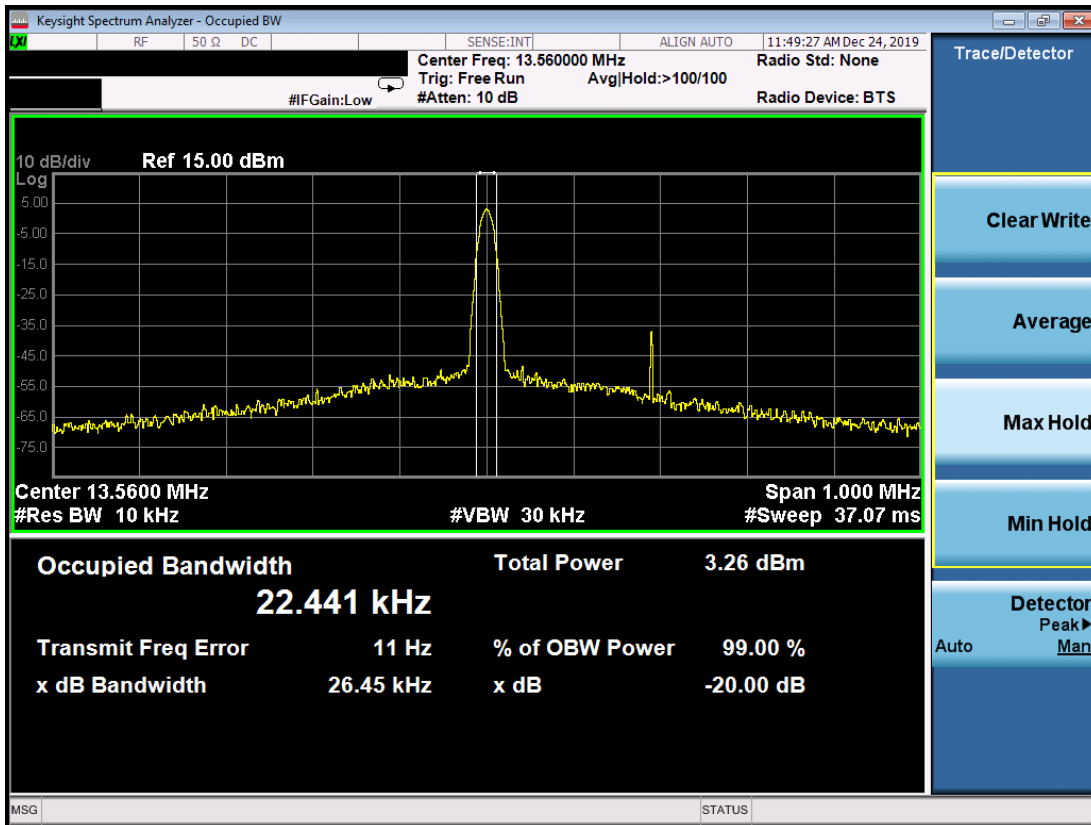 Keysight Spectrum Analyzer - Occupied BW
LXI RF 50 Ω DC SENSE:INT ALIGN AUTO 11:49:27 AM Dec 24, 2019
Center Freq: 13.560000 MHz Radio Std: None
Trig: Free Run Avg|Hold:>100/100
#IFGain:Low #Atten: 10 dB Radio Device: BTS
Trace/Detector
10 dB/div Ref 15.00 dBm
Log
5.00
-5.00
-15.0
-25.0
-35.0
-45.0
-55.0
-65.0
-75.0
Center 13.5600 MHz Span 1.000 MHz
#Res BW 10 kHz #VBW 30 kHz #Sweep 37.07 ms
Occupied Bandwidth Total Power 3.26 dBm
22.441 kHz
Transmit Freq Error 11 Hz % of OBW Power 99.00 %
x dB Bandwidth 26.45 kHz x dB -20.00 dB
Clear Write
Average
Max Hold
Min Hold
Detector
Peak▶
Auto Man
MSG STATUS